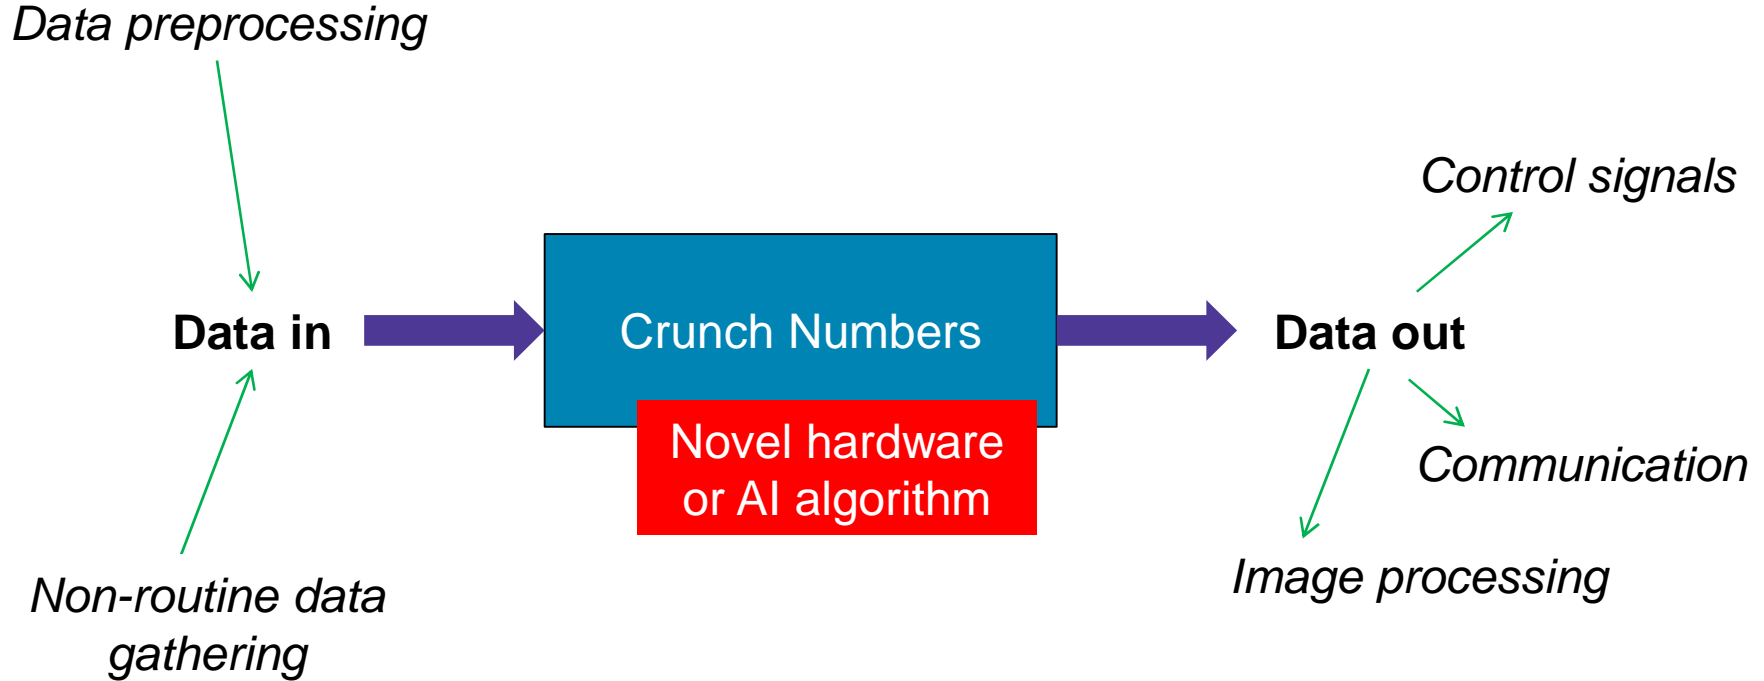 Data preprocessing
Control signals
Data in
Crunch Numbers
Data out
Novel hardware
or AI algorithm
Communication
Image processing
Non-routine data
gathering